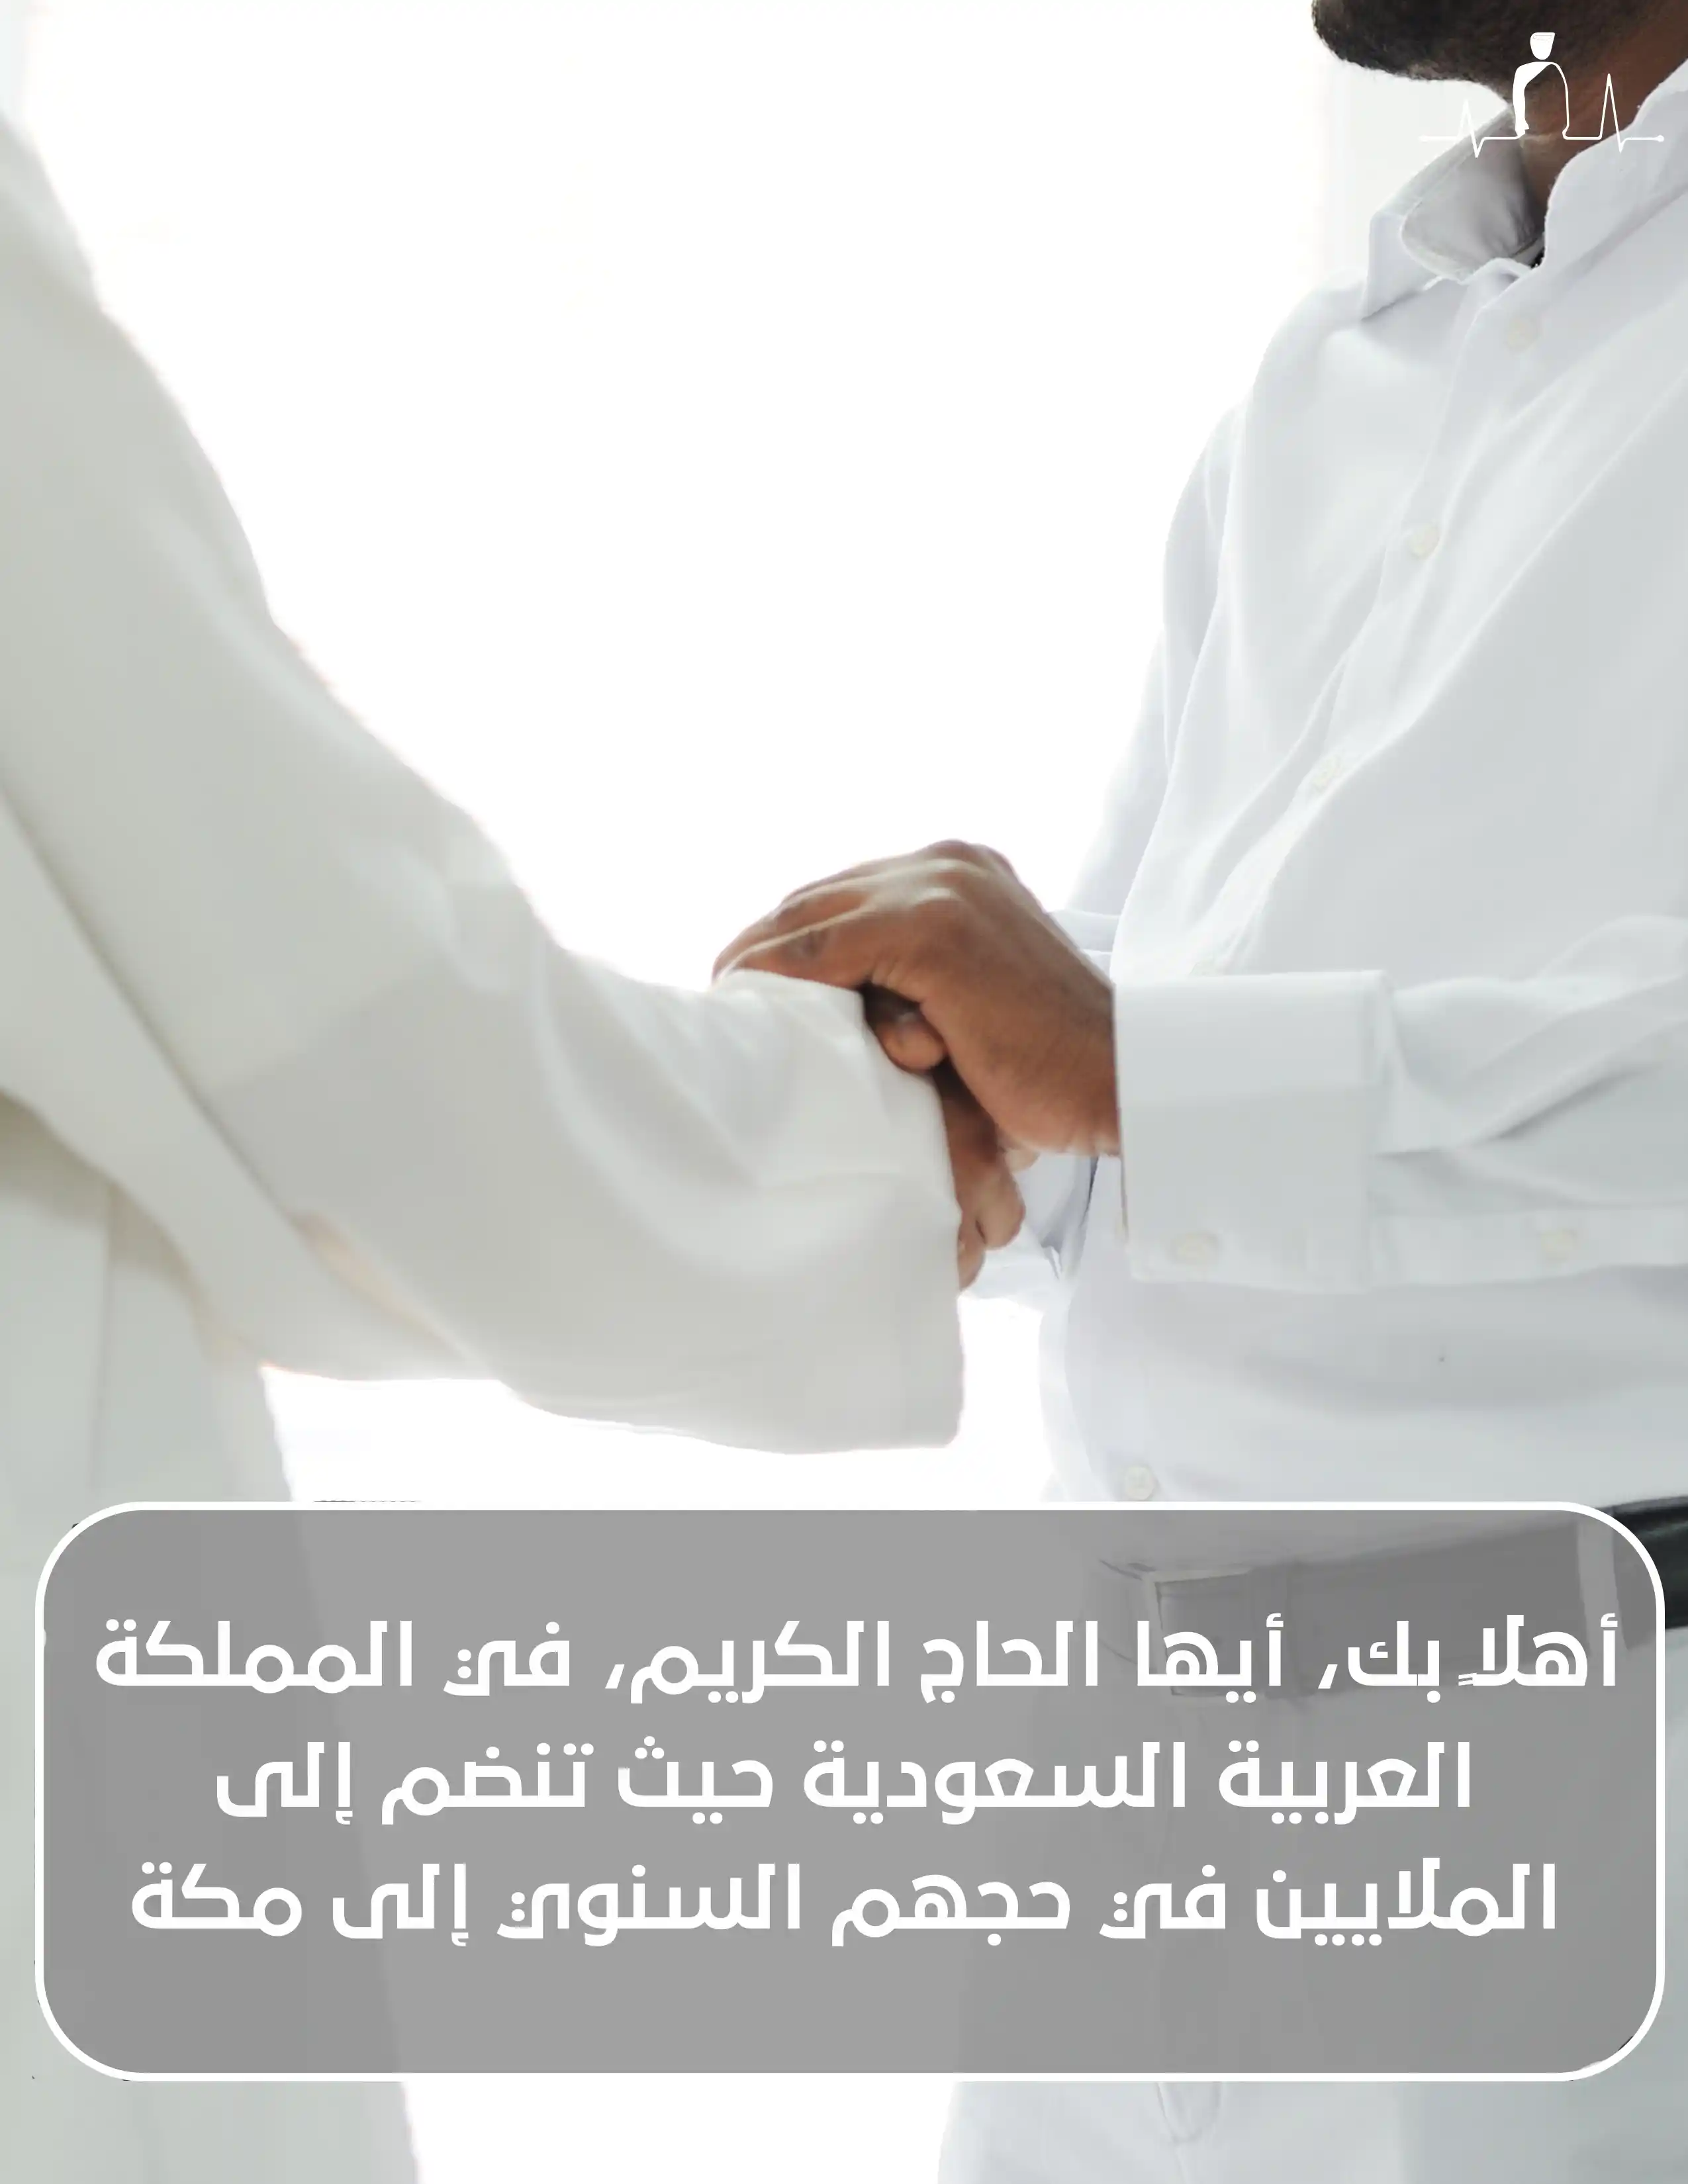 أهلاً بك، أيها الحاج الكريم، في المملكة
العربية السعودية حيث تنضم إلى
الملايين في حجهم السنوي إلى مكة